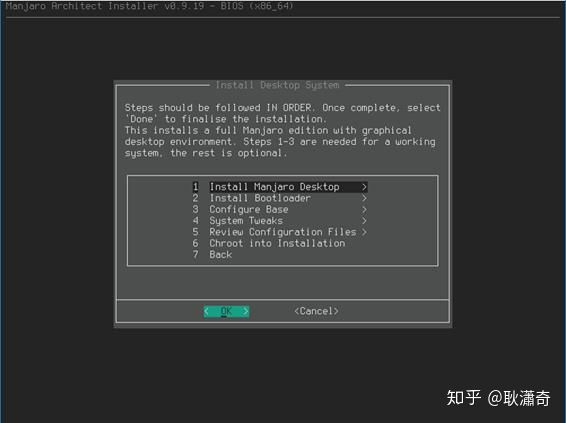 Manjaro Architect Installer v0.9.19 - BIOS (x86_64)
Install Desktop System
Steps should be followed IN ORDER. Once complete, select
'Done' to finalise the installation.
This installs a full Manjaro edition with graphical
desktop environment. Steps 1-3 are needed for a working
system, the rest is optional.
1 Install Manjaro Desktop >
2 Install Bootloader >
3 Configure Base >
4 System Tweaks >
5 Review Configuration Files >
6 Chroot into Installation
7 Back
< OK > <Cancel>
知乎 @耿瀟奇